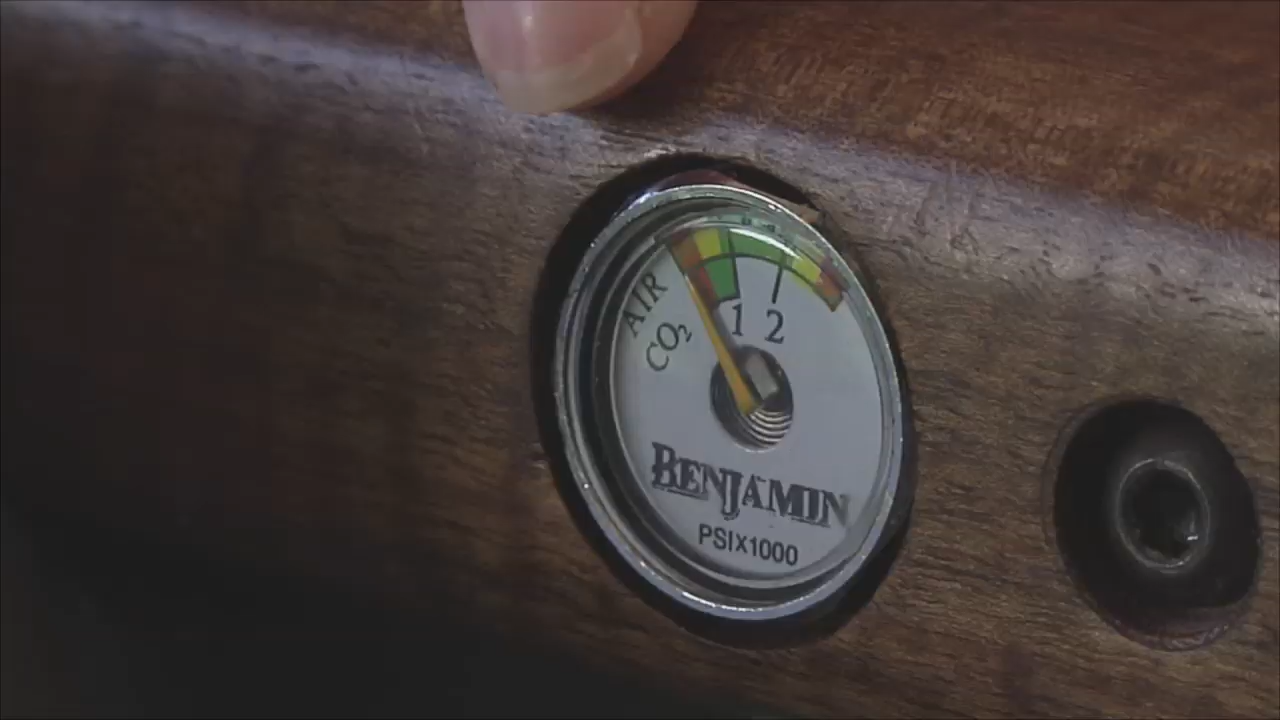 AIR
CO₂
1 2
BENJAMIN
PSIX1000